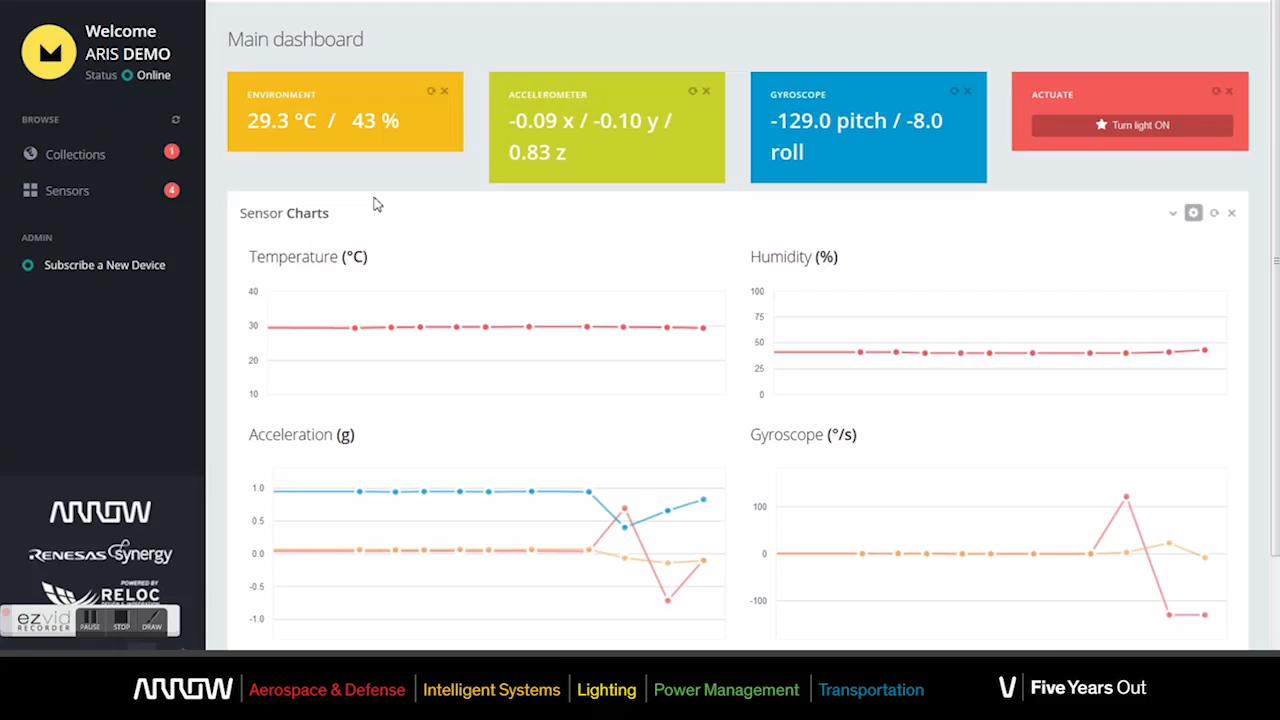 Welcome
ARIS DEMO
Status Online
BROWSE
Collections 1
Sensors 4
ADMIN
Subscribe a New Device
ARROW
RENESAS synergy
POWERED BY
RELOC
ezvid
RECORDER
PAUSE STOP DRAW
Main dashboard
ENVIRONMENT
29.3 °C / 43 %
ACCELEROMETER
-0.09 x / -0.10 y /
0.83 z
GYROSCOPE
-129.0 pitch / -8.0
roll
ACTUATE
Turn light ON
Sensor Charts
Temperature (°C)
40
30
20
10
Humidity (%)
100
75
50
25
0
Acceleration (g)
1.0
0.5
0.0
-0.5
-1.0
Gyroscope (°/s)
100
0
-100
ARROW Aerospace & Defense Intelligent Systems Lighting Power Management Transportation Five Years Out